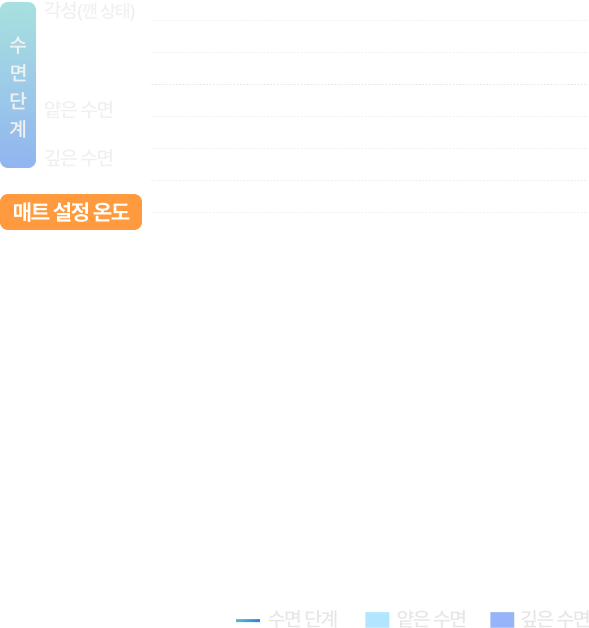 각성(깬 상태)
수면단계
얕은 수면
깊은 수면
매트 설정 온도
수면 단계
얕은 수면
깊은 수면